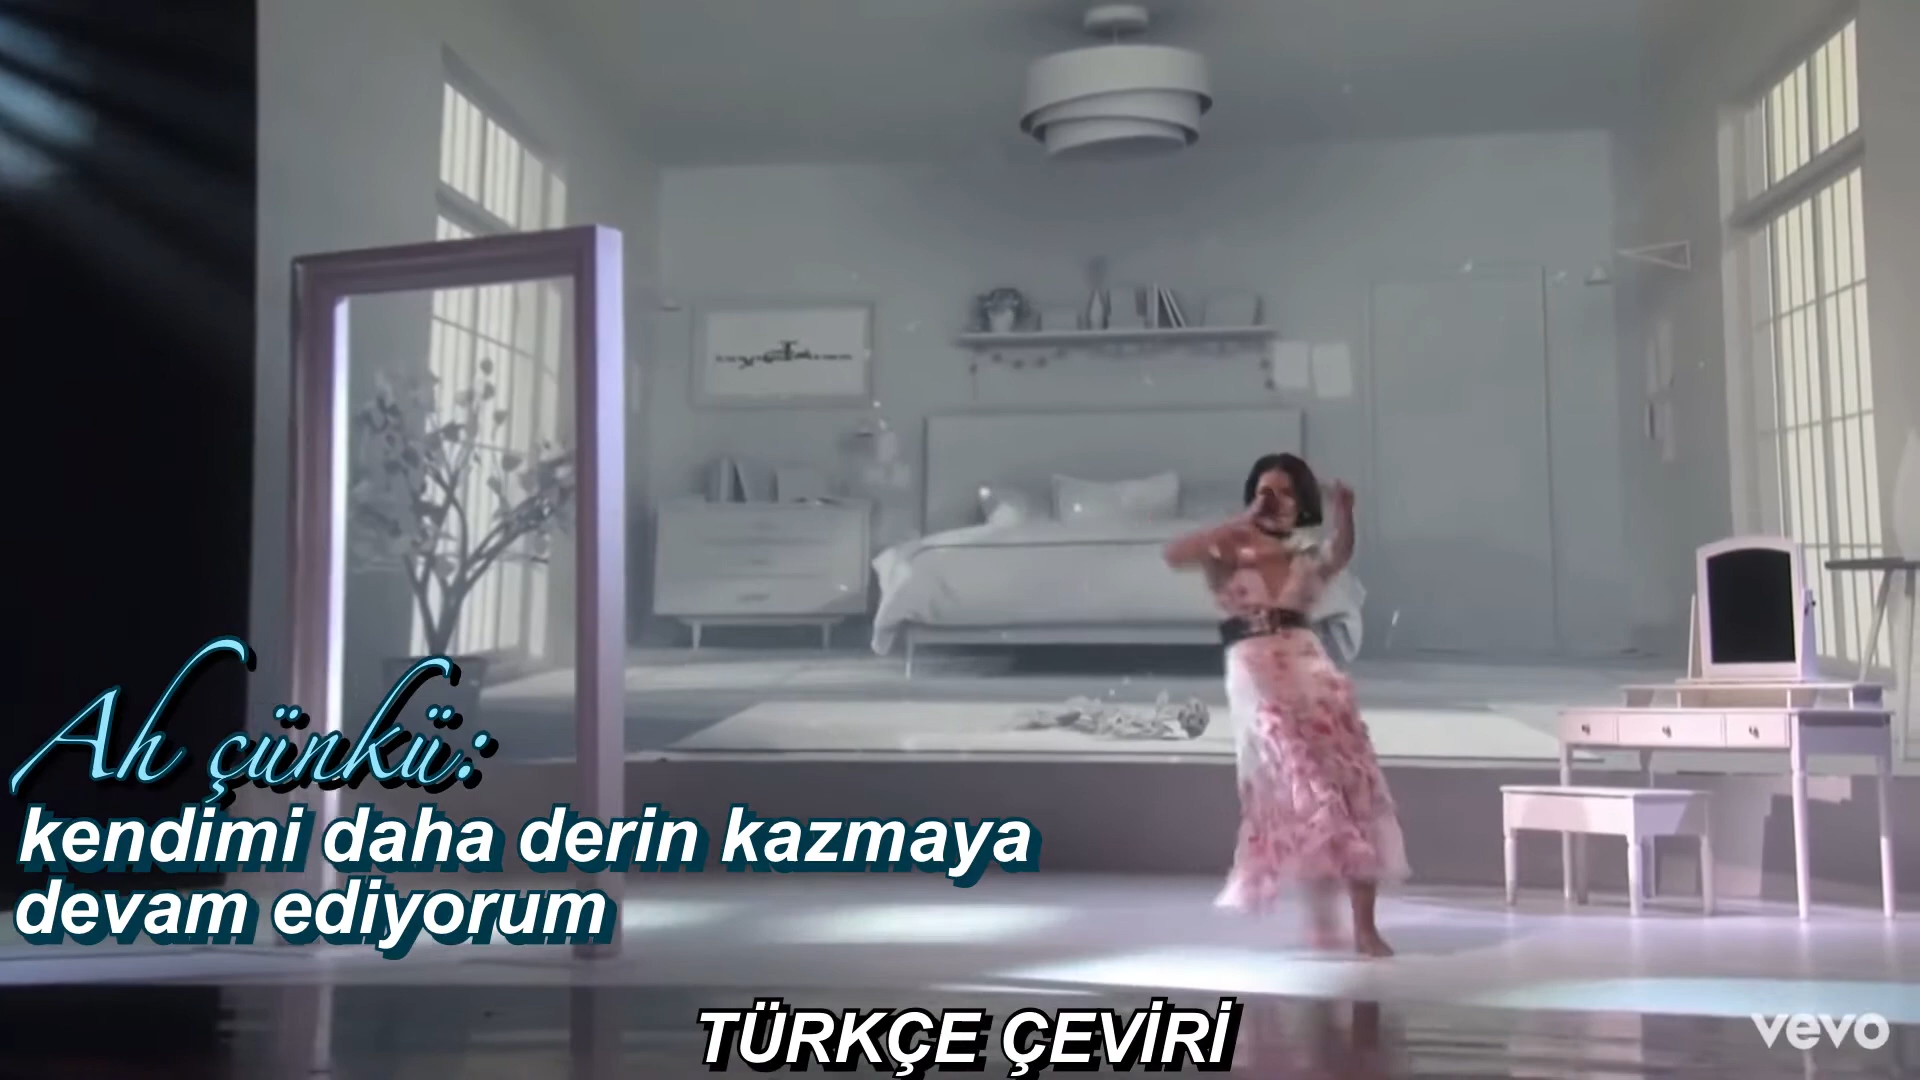 Ah çünkü:
kendimi daha derin kazmaya
devam ediyorum
TÜRKÇE ÇEVİRİ
vevo